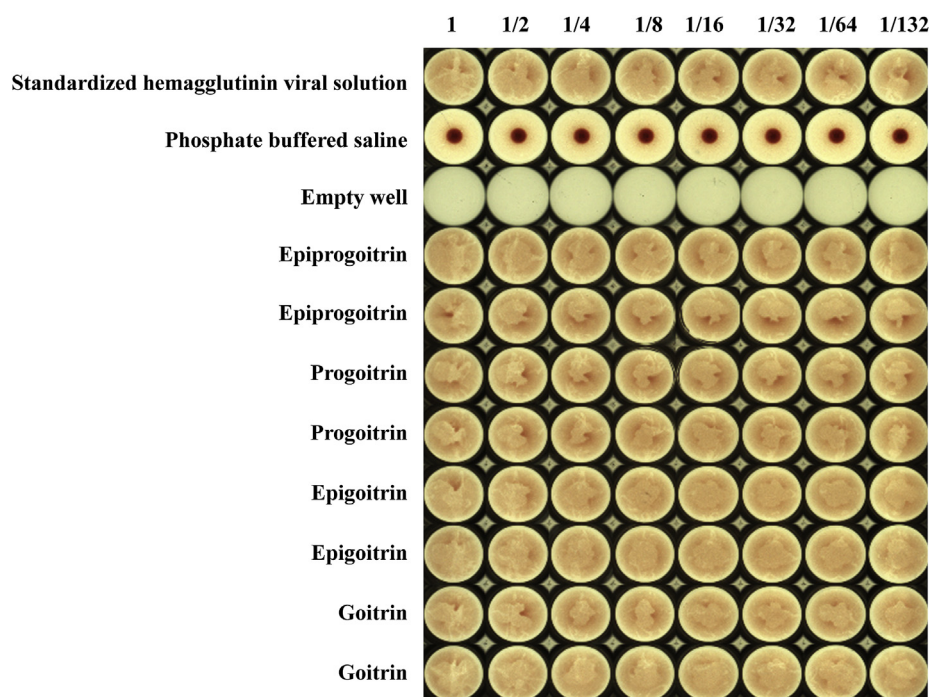 1 1/2 1/4 1/8 1/16 1/32 1/64 1/132
Standardized hemagglutinin viral solution
Phosphate buffered saline
Empty well
Epiprogoitrin
Epiprogoitrin
Progoitrin
Progoitrin
Epigoitrin
Epigoitrin
Goitrin
Goitrin